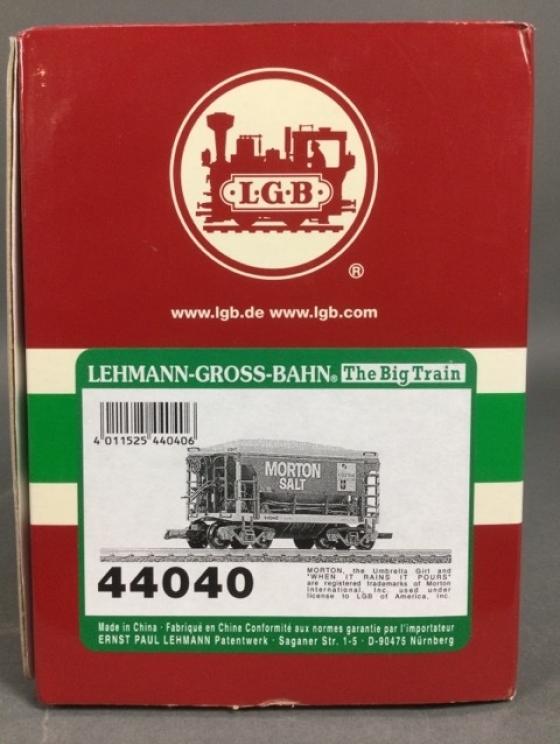 L·G·B
®
www.lgb.de www.lgb.com
LEHMANN-GROSS-BAHN® The Big Train
4 011525 440406
MORTON
SALT
44040
MORTON, the Umbrella Girl and
"WHEN IT RAINS IT POURS"
are registered trademarks of Morton
International, Inc. used under
license to LGB of America, Inc.
Made in China · Fabriqué en Chine Conformité aux normes garantie par l'importateur
ERNST PAUL LEHMANN Patentwerk · Saganer Str. 1-5 · D-90475 Nürnberg